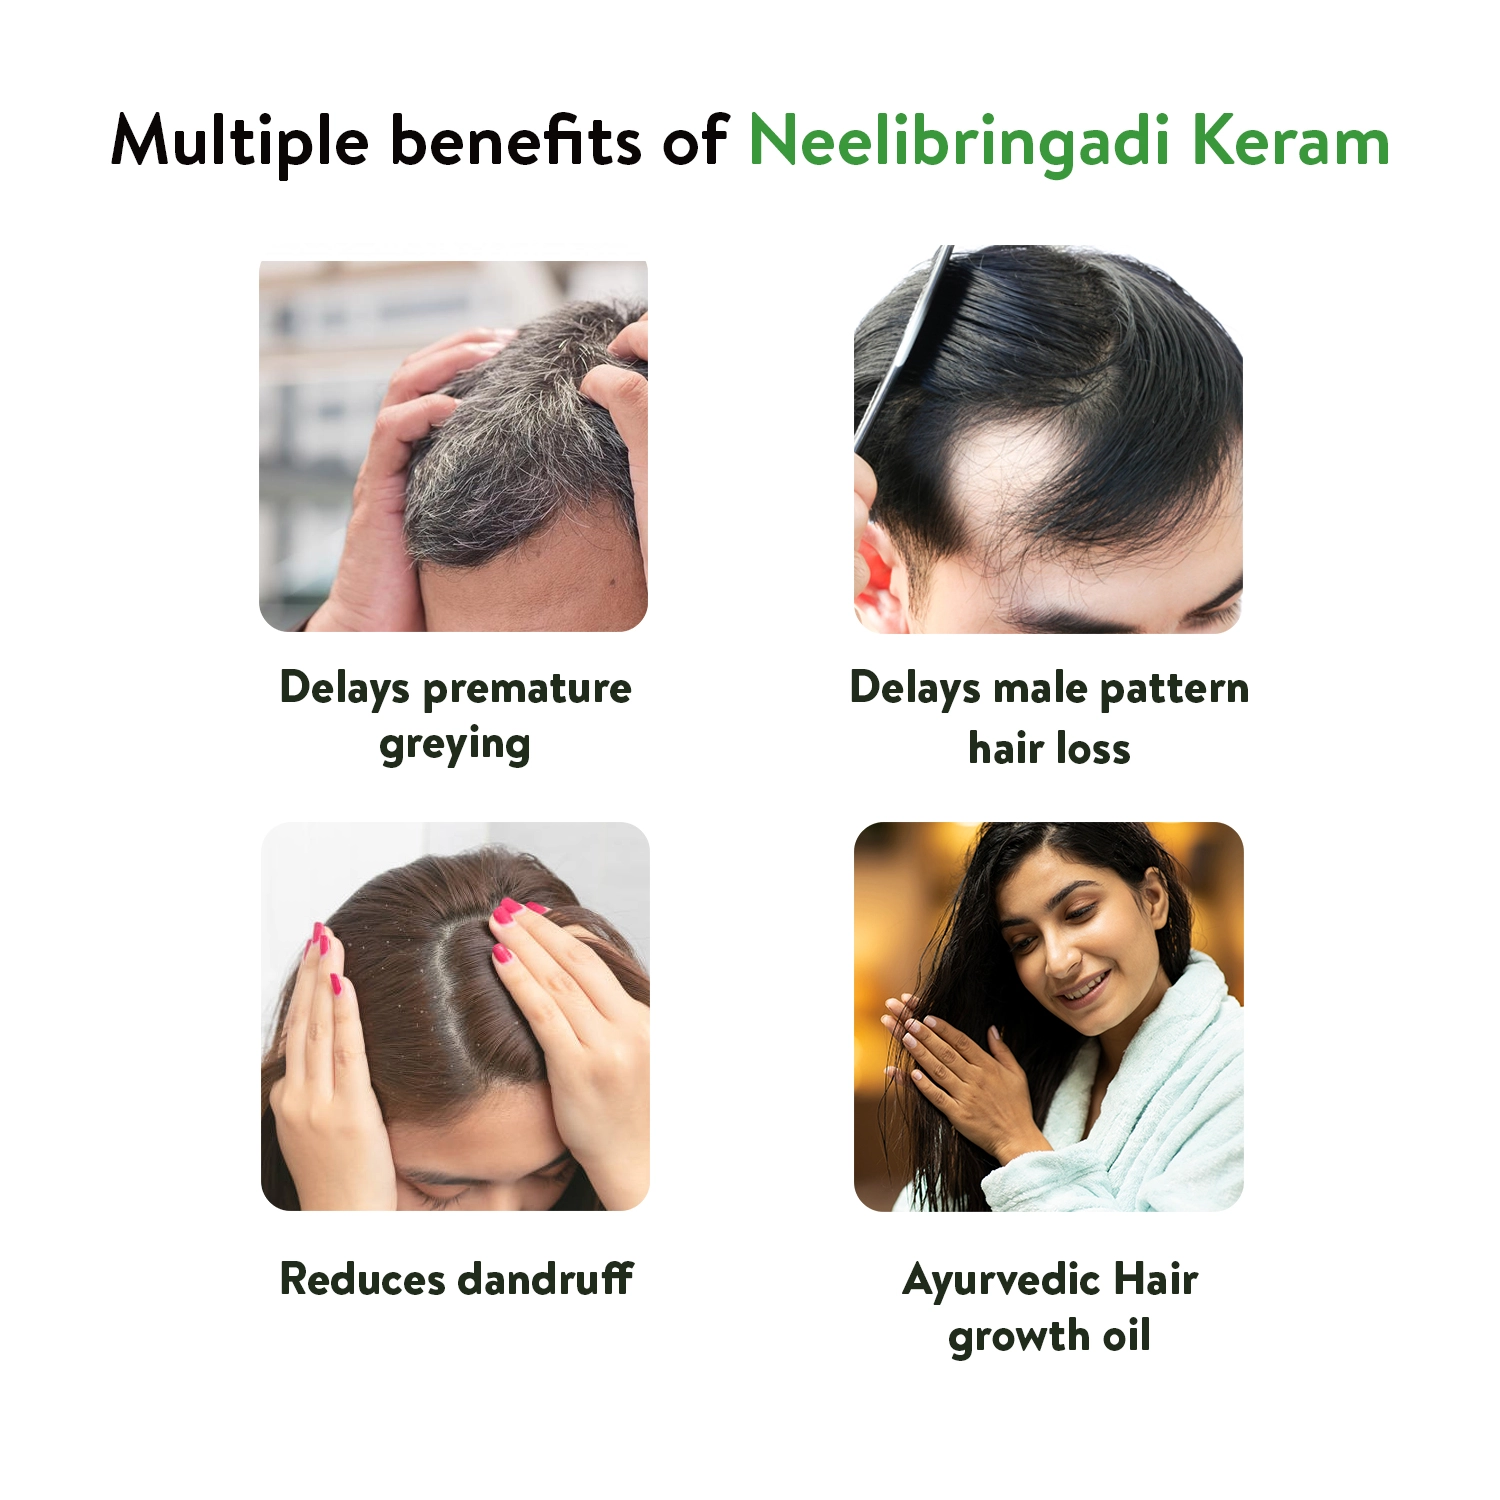 Multiple benefits of Neelibringadi Keram
Delays premature
greying
Delays male pattern
hair loss
Reduces dandruff
Ayurvedic Hair
growth oil